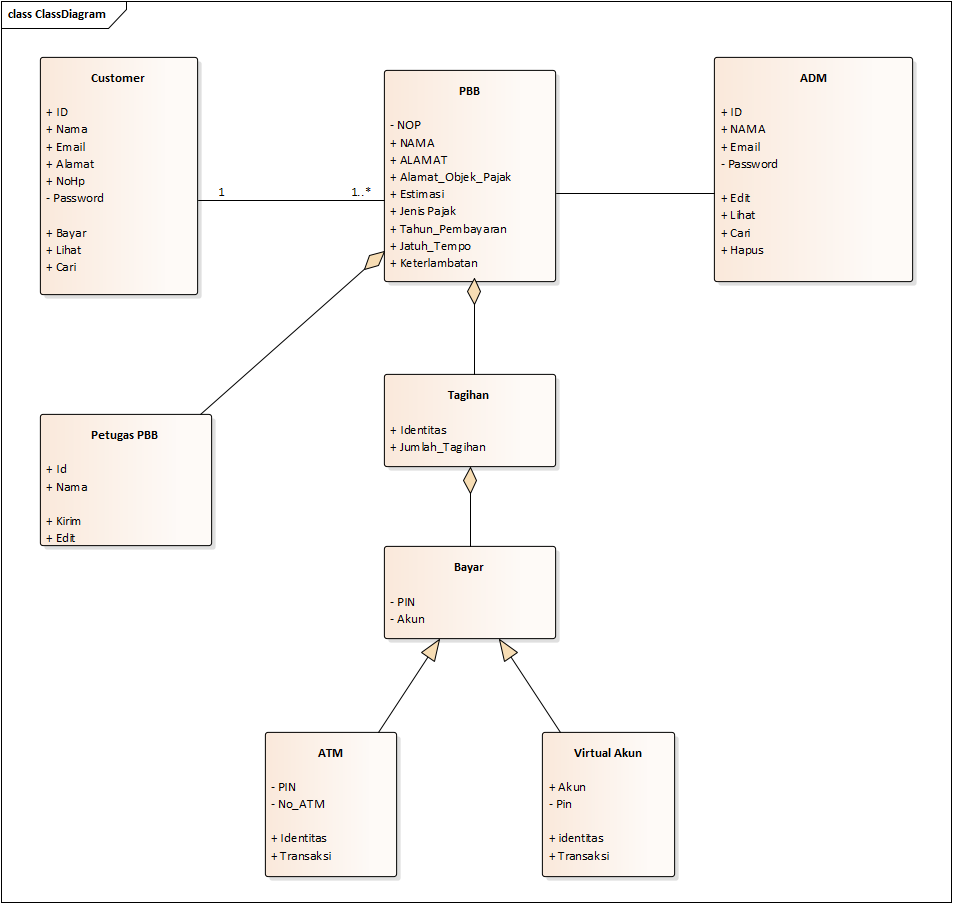 class ClassDiagram
Customer
+ ID
+ Nama
+ Email
+ Alamat
+ NoHp
- Password
+ Bayar
+ Lihat
+ Cari
1
1..*
PBB
- NOP
+ NAMA
+ ALAMAT
+ Alamat_Objek_Pajak
+ Estimasi
+ Jenis Pajak
+ Tahun_Pembayaran
+ Jatuh_Tempo
+ Keterlambatan
ADM
+ ID
+ NAMA
+ Email
- Password
+ Edit
+ Lihat
+ Cari
+ Hapus
Petugas PBB
+ Id
+ Nama
+ Kirim
+ Edit
Tagihan
+ Identitas
+ Jumlah_Tagihan
Bayar
- PIN
- Akun
ATM
- PIN
- No_ATM
+ Identitas
+ Transaksi
Virtual Akun
+ Akun
- Pin
+ identitas
+ Transaksi